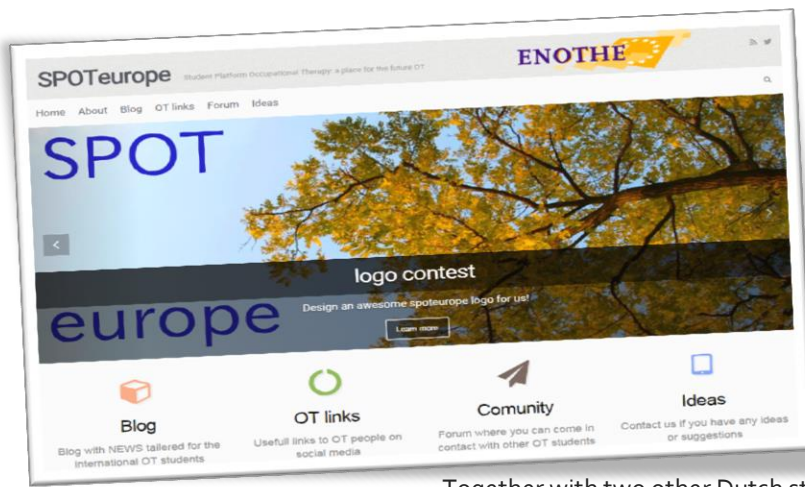 SPOTeurope Student Platform Occupational Therapy: a place for the future OT
ENOTHE
Home About Blog OT links Forum Ideas
SPOT
europe
logo contest
Design an awesome spoteurope logo for us!
Learn more
Blog
Blog with NEWS tailored for the
International OT students
OT links
Usefull links to OT people on
social media
Comunity
Forum where you can come in
contact with other OT students
Ideas
Contact us if you have any ideas
or suggestions
Together with two other Dutch st